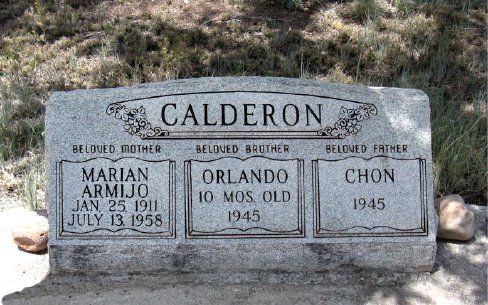 CALDERON
BELOVED MOTHER
MARIAN
ARMIJO
JAN 25 1911
JULY 13 1958
BELOVED BROTHER
ORLANDO
10 MOS. OLD
1945
BELOVED FATHER
CHON
1945